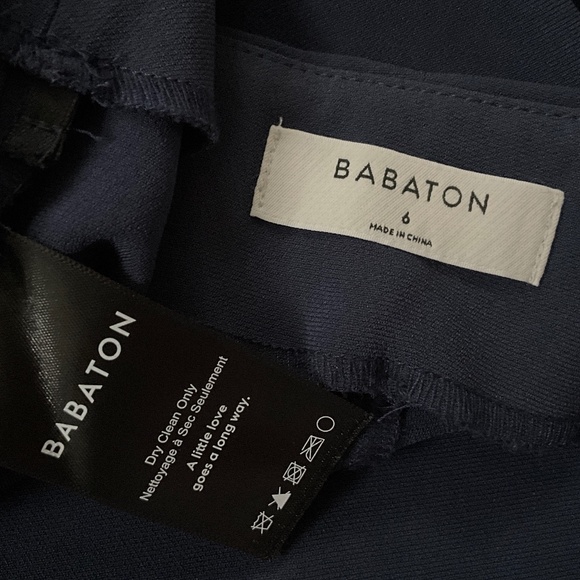 BABATON
6
MADE IN CHINA
BABATON
Dry Clean Only
Nettoyage à Sec Seulement
A little love
goes a long way.